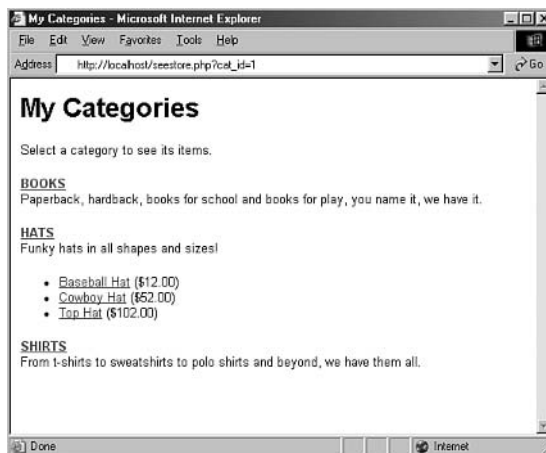 My Categories - Microsoft Internet Explorer
File Edit View Favorites Tools Help
Address http://localhost/seestore.php?cat_id=1 Go
My Categories
Select a category to see its items.
BOOKS
Paperback, hardback, books for school and books for play, you name it, we have it.
HATS
Funky hats in all shapes and sizes!
• Baseball Hat ($12.00)
• Cowboy Hat ($52.00)
• Top Hat ($102.00)
SHIRTS
From t-shirts to sweatshirts to polo shirts and beyond, we have them all.
Done Internet